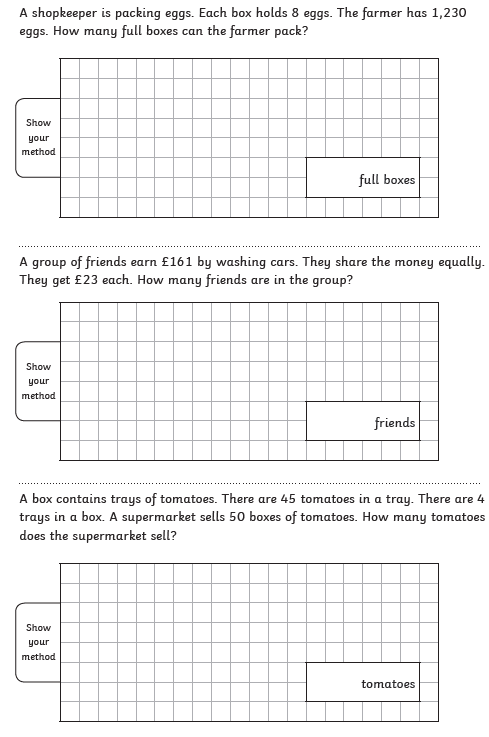 A shopkeeper is packing eggs. Each box holds 8 eggs. The farmer has 1,230
eggs. How many full boxes can the farmer pack?
Show
your
method
full boxes
A group of friends earn £161 by washing cars. They share the money equally.
They get £23 each. How many friends are in the group?
Show
your
method
friends
A box contains trays of tomatoes. There are 45 tomatoes in a tray. There are 4
trays in a box. A supermarket sells 50 boxes of tomatoes. How many tomatoes
does the supermarket sell?
Show
your
method
tomatoes